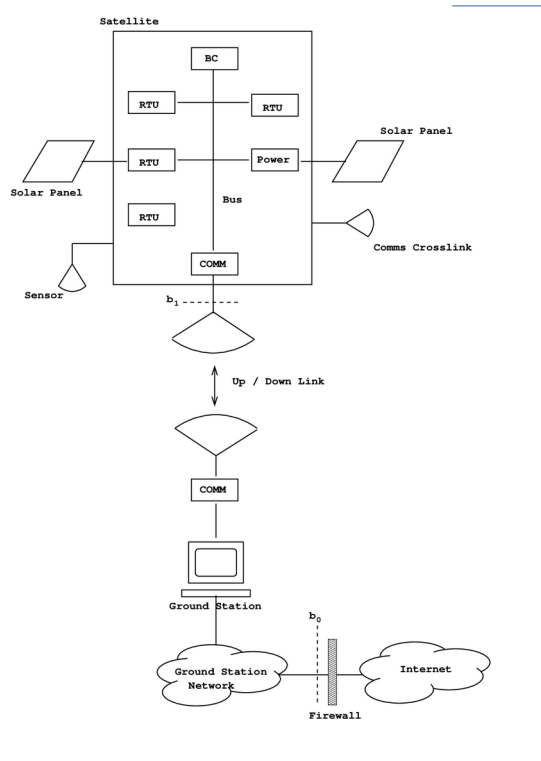 Satellite
BC
RTU
RTU
Solar Panel
RTU
Power
Solar Panel
Bus
RTU
Comms Crosslink
COMM
Sensor
b1
Up / Down Link
COMM
Ground Station
b0
Ground Station
Network
Internet
Firewall